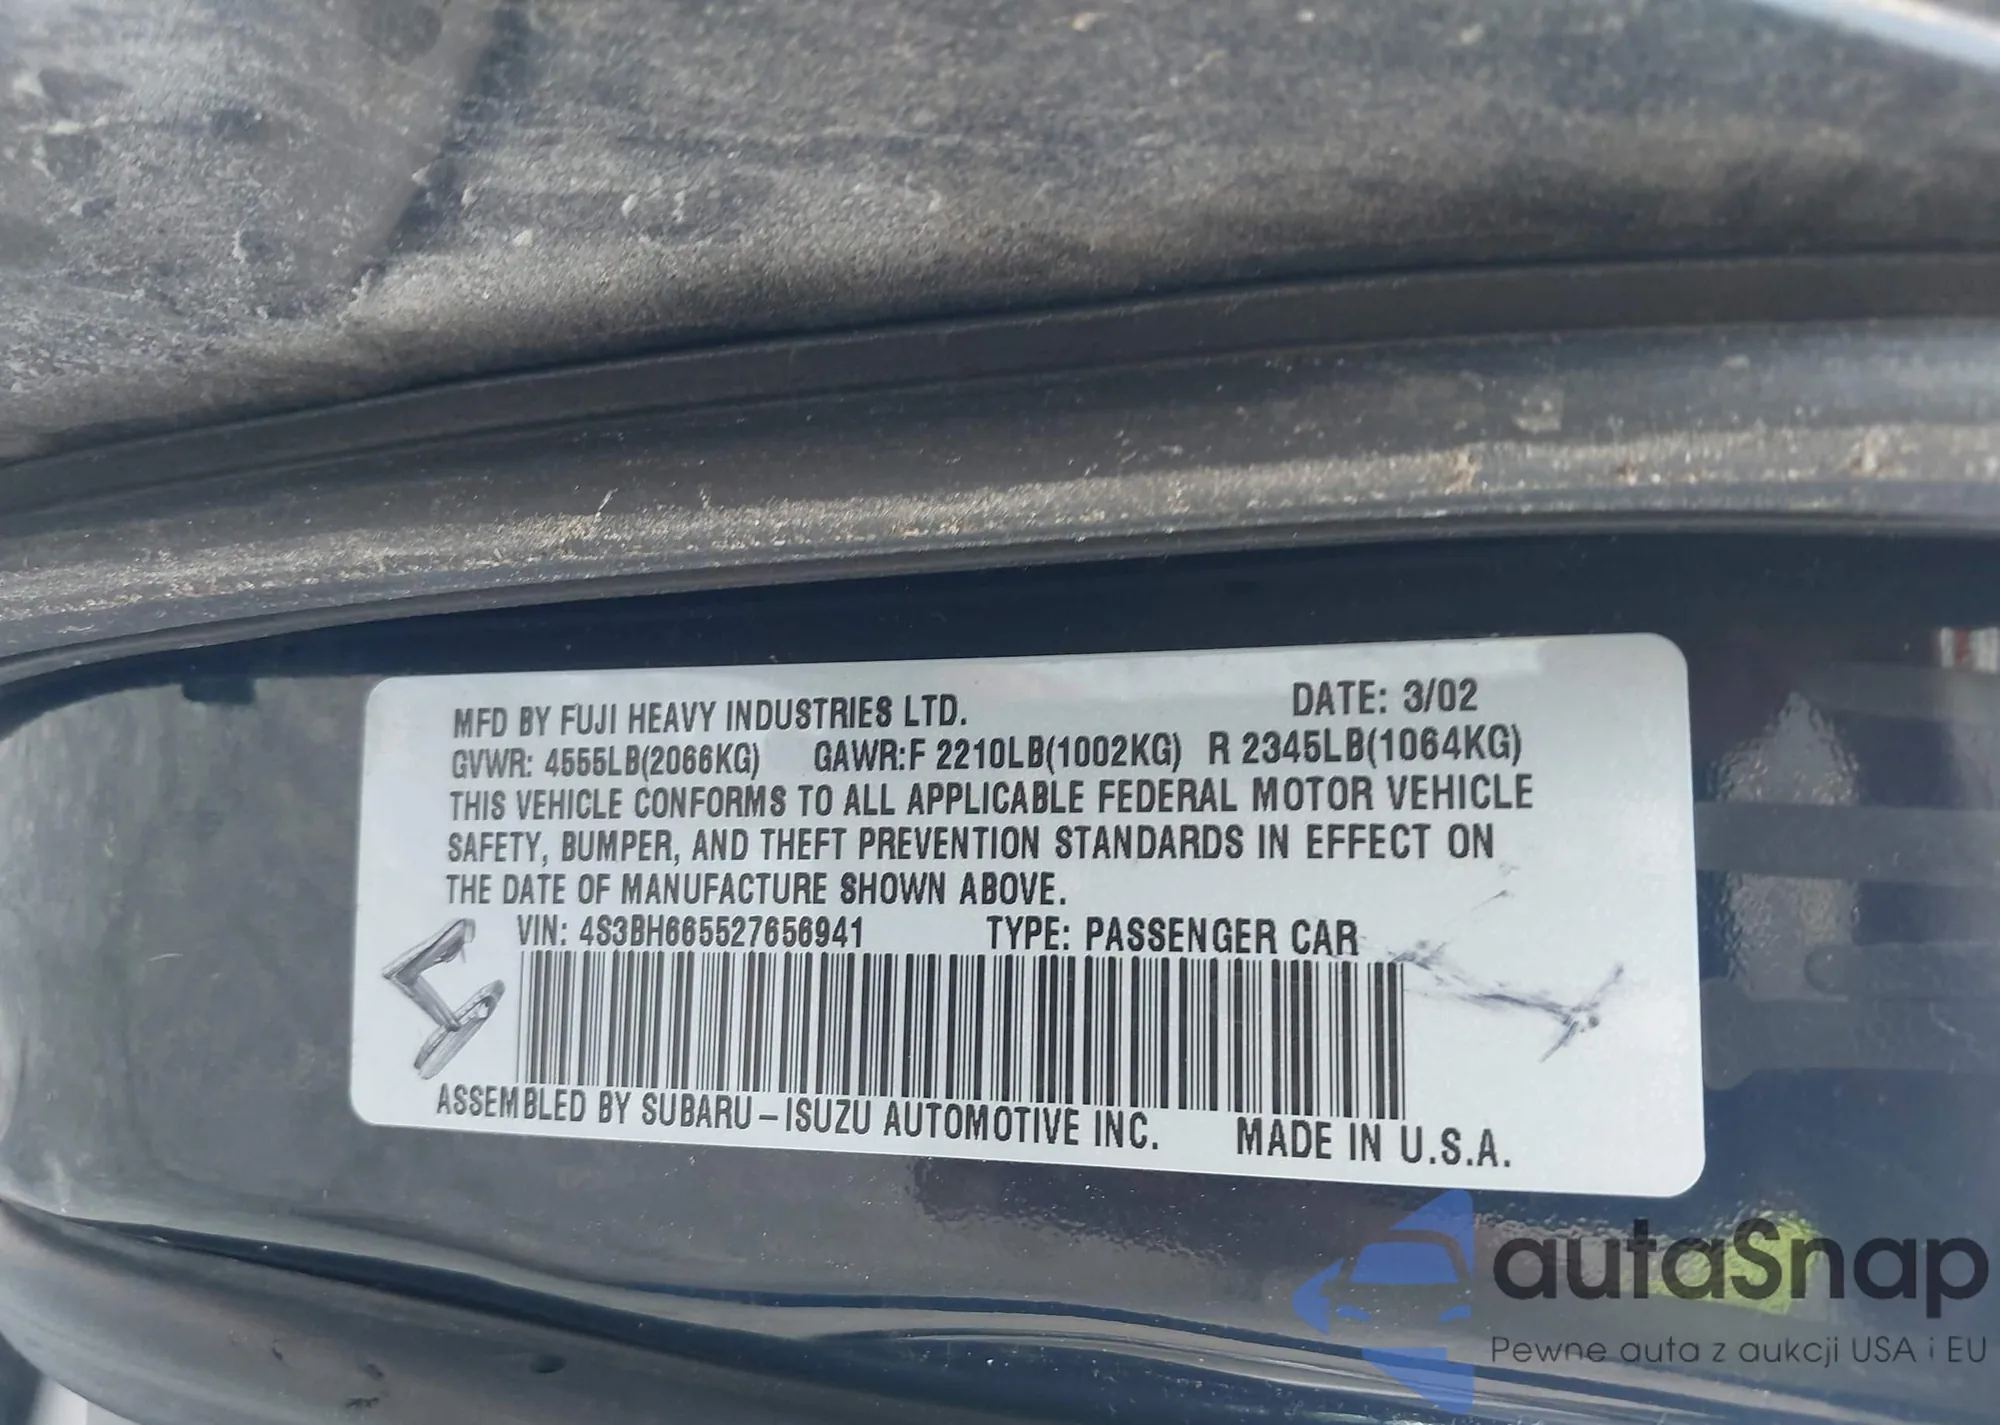 MFD BY FUJI HEAVY INDUSTRIES LTD. DATE: 3/02
GVWR: 4555LB(2066KG) GAWR:F 2210LB(1002KG) R 2345LB(1064KG)
THIS VEHICLE CONFORMS TO ALL APPLICABLE FEDERAL MOTOR VEHICLE
SAFETY, BUMPER, AND THEFT PREVENTION STANDARDS IN EFFECT ON
THE DATE OF MANUFACTURE SHOWN ABOVE.
VIN: 4S3BH665527656941 TYPE: PASSENGER CAR
ASSEMBLED BY SUBARU-ISUZU AUTOMOTIVE INC. MADE IN U.S.A.
autaSnap
Pewne auta z aukcji USA i EU